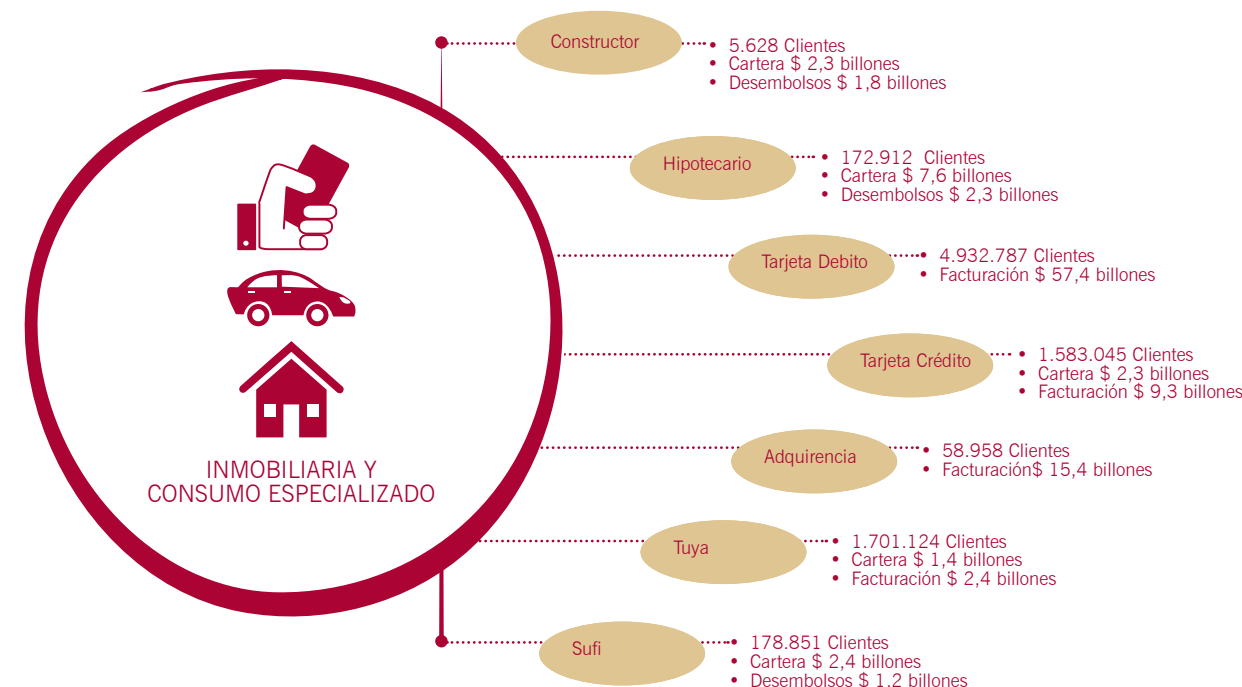 Constructor
• 5.628 Clientes
• Cartera $ 2,3 billones
• Desembolsos $ 1,8 billones
Hipotecario
• 172.912 Clientes
• Cartera $ 7,6 billones
• Desembolsos $ 2,3 billones
Tarjeta Debito
• 4.932.787 Clientes
• Facturación $ 57,4 billones
Tarjeta Crédito
• 1.583.045 Clientes
• Cartera $ 2,3 billones
• Facturación $ 9,3 billones
INMOBILIARIA Y
CONSUMO ESPECIALIZADO
Adquirencia
• 58.958 Clientes
• Facturación$ 15,4 billones
Tuya
• 1.701.124 Clientes
• Cartera $ 1,4 billones
• Facturación $ 2,4 billones
Sufi
• 178.851 Clientes
• Cartera $ 2,4 billones
• Desembolsos $ 1.2 billones